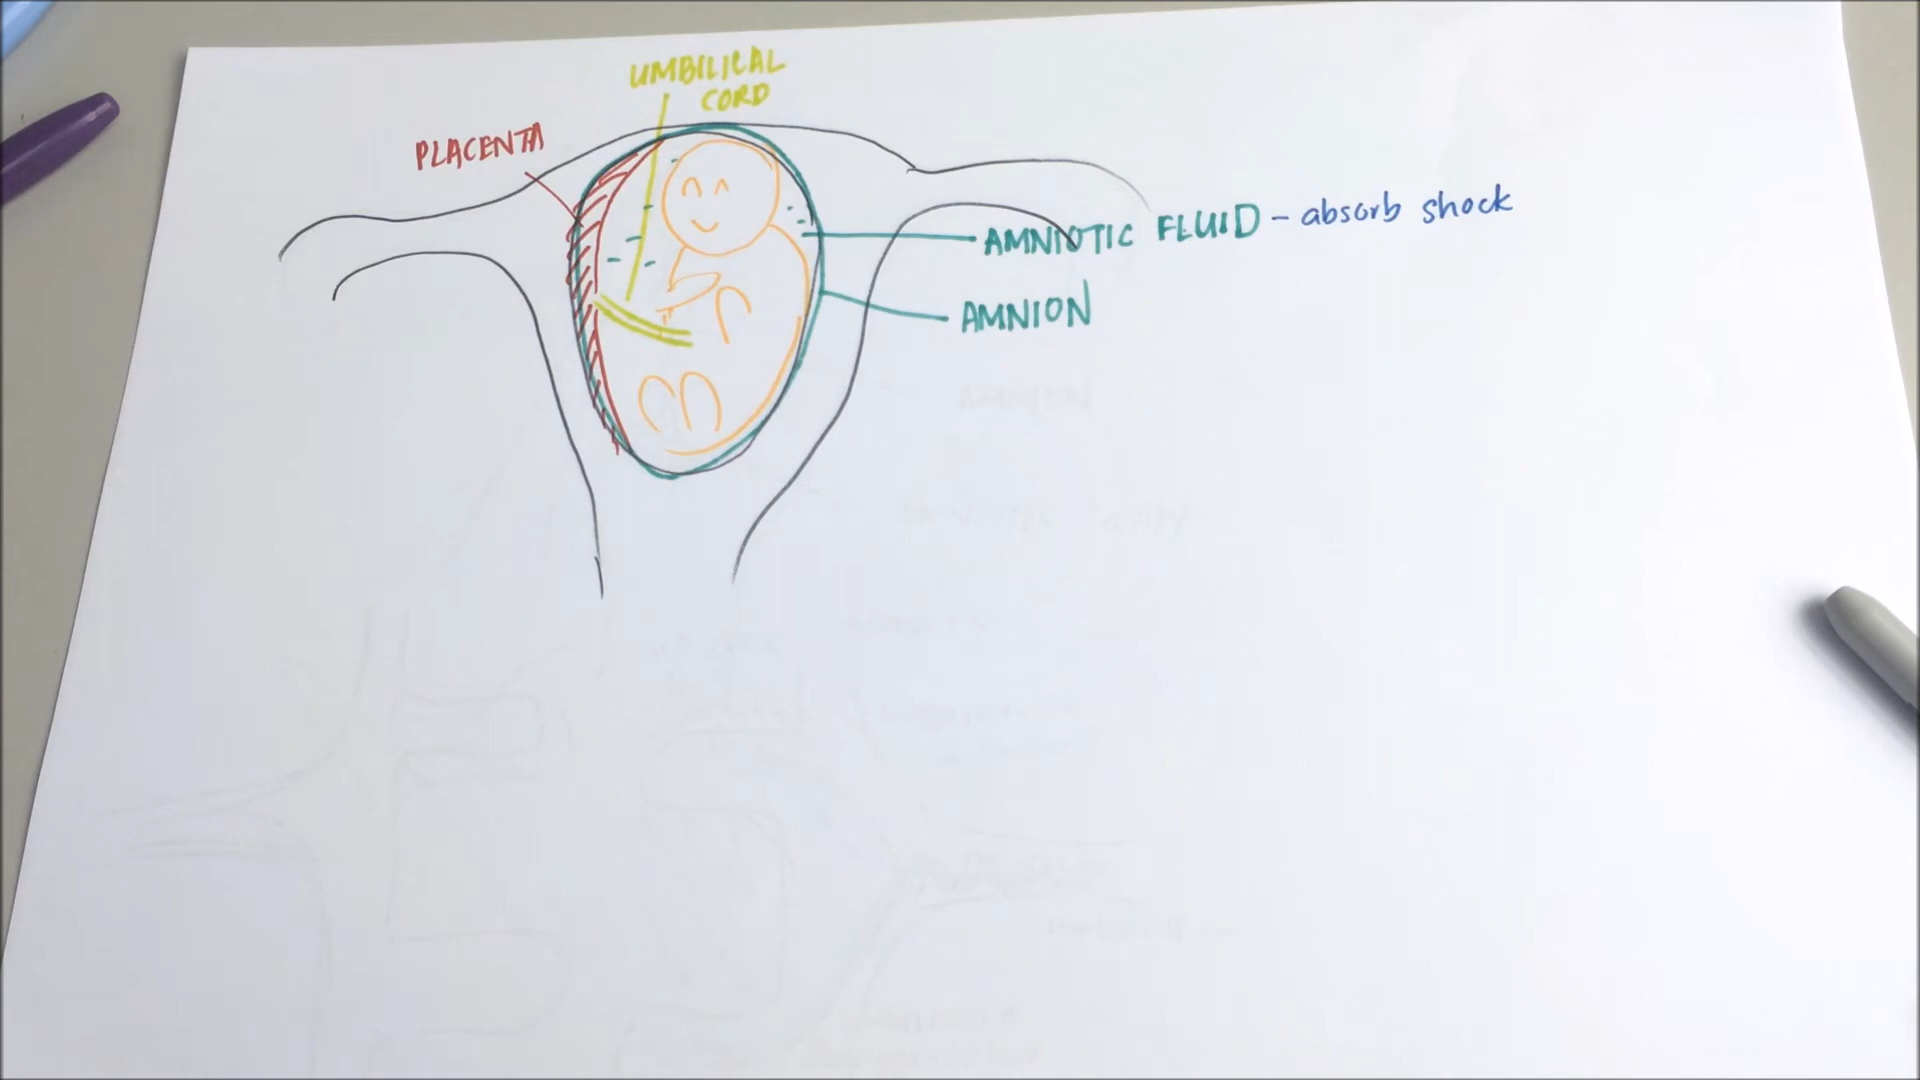 UMBILICAL
CORD
PLACENTA
AMNIOTIC FLUID - absorb shock
AMNION